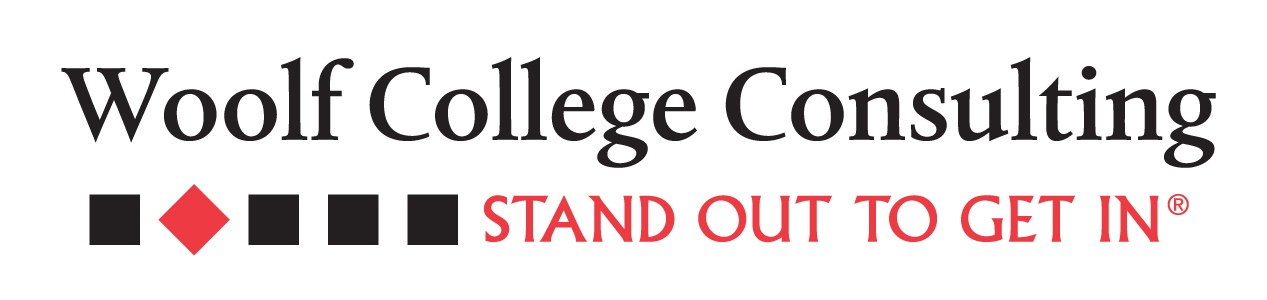 Woolf College Consulting
STAND OUT TO GET IN®